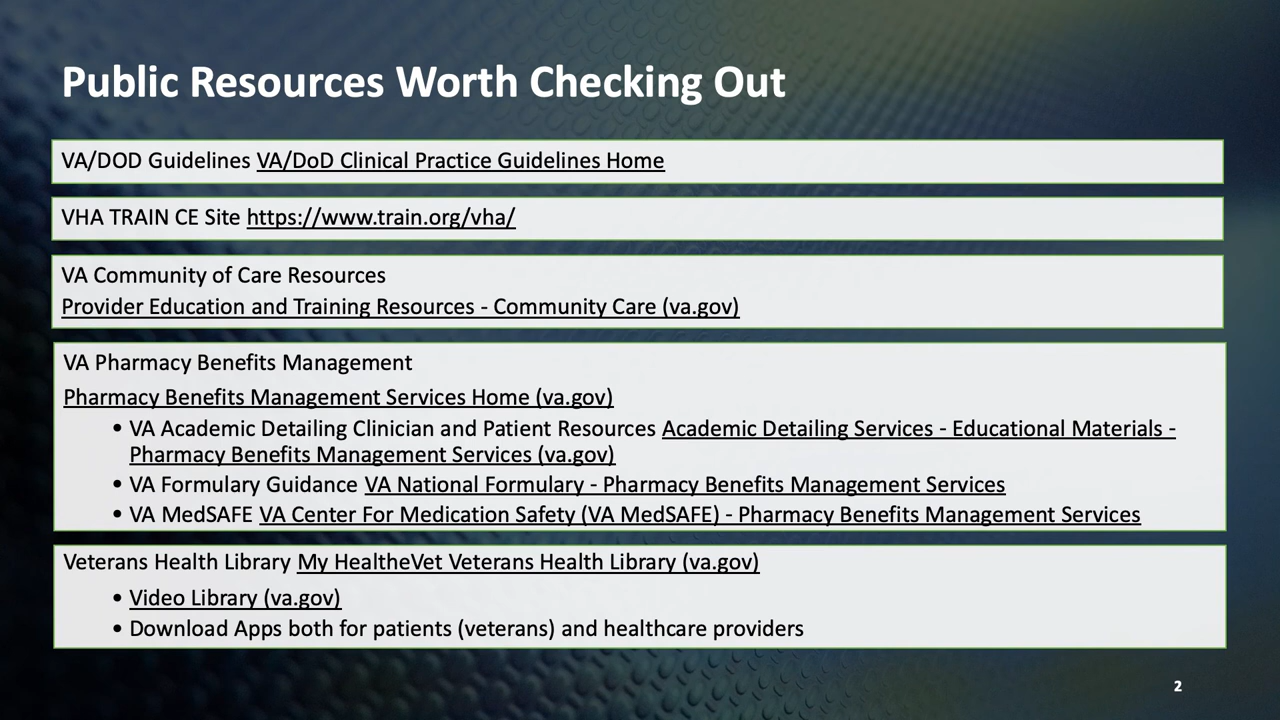 Public Resources Worth Checking Out
VA/DOD Guidelines VA/DoD Clinical Practice Guidelines Home
VHA TRAIN CE Site https://www.train.org/vha/
VA Community of Care Resources
Provider Education and Training Resources - Community Care (va.gov)
VA Pharmacy Benefits Management
Pharmacy Benefits Management Services Home (va.gov)
• VA Academic Detailing Clinician and Patient Resources Academic Detailing Services - Educational Materials -
Pharmacy Benefits Management Services (va.gov)
• VA Formulary Guidance VA National Formulary - Pharmacy Benefits Management Services
• VA MedSAFE VA Center For Medication Safety (VA MedSAFE) - Pharmacy Benefits Management Services
Veterans Health Library My HealtheVet Veterans Health Library (va.gov)
• Video Library (va.gov)
• Download Apps both for patients (veterans) and healthcare providers
2